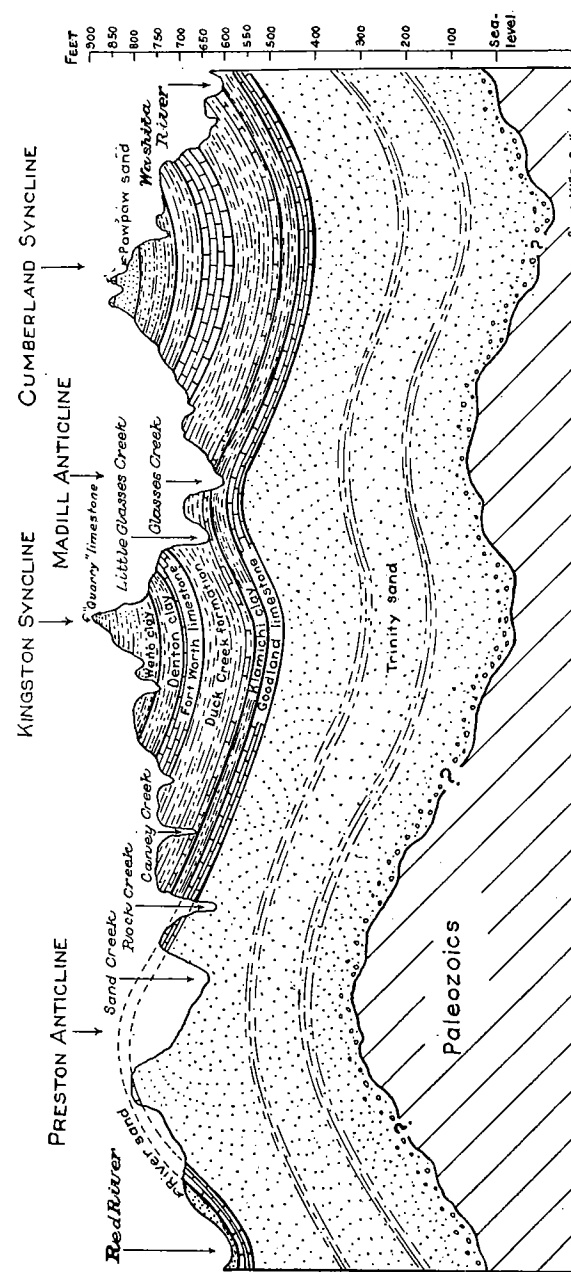 PRESTON ANTICLINE
KINGSTON SYNCLINE
MADILL ANTICLINE
CUMBERLAND SYNCLINE
Red River
River sand
Sand Creek
Rock Creek
Carvey Creek
"Quarry" limestone
Little Glasses Creek
Glasses Creek
Pawpaw sand
Washita
River
Weno clay
Denton clay
Fort Worth limestone
Duck Creek formation
Kiamichi clay
Goodland limestone
Trinity sand
Paleozoics
?
?
?
FEET
900
850
800
750
700
650
600
500
400
300
200
100
Sea-
level